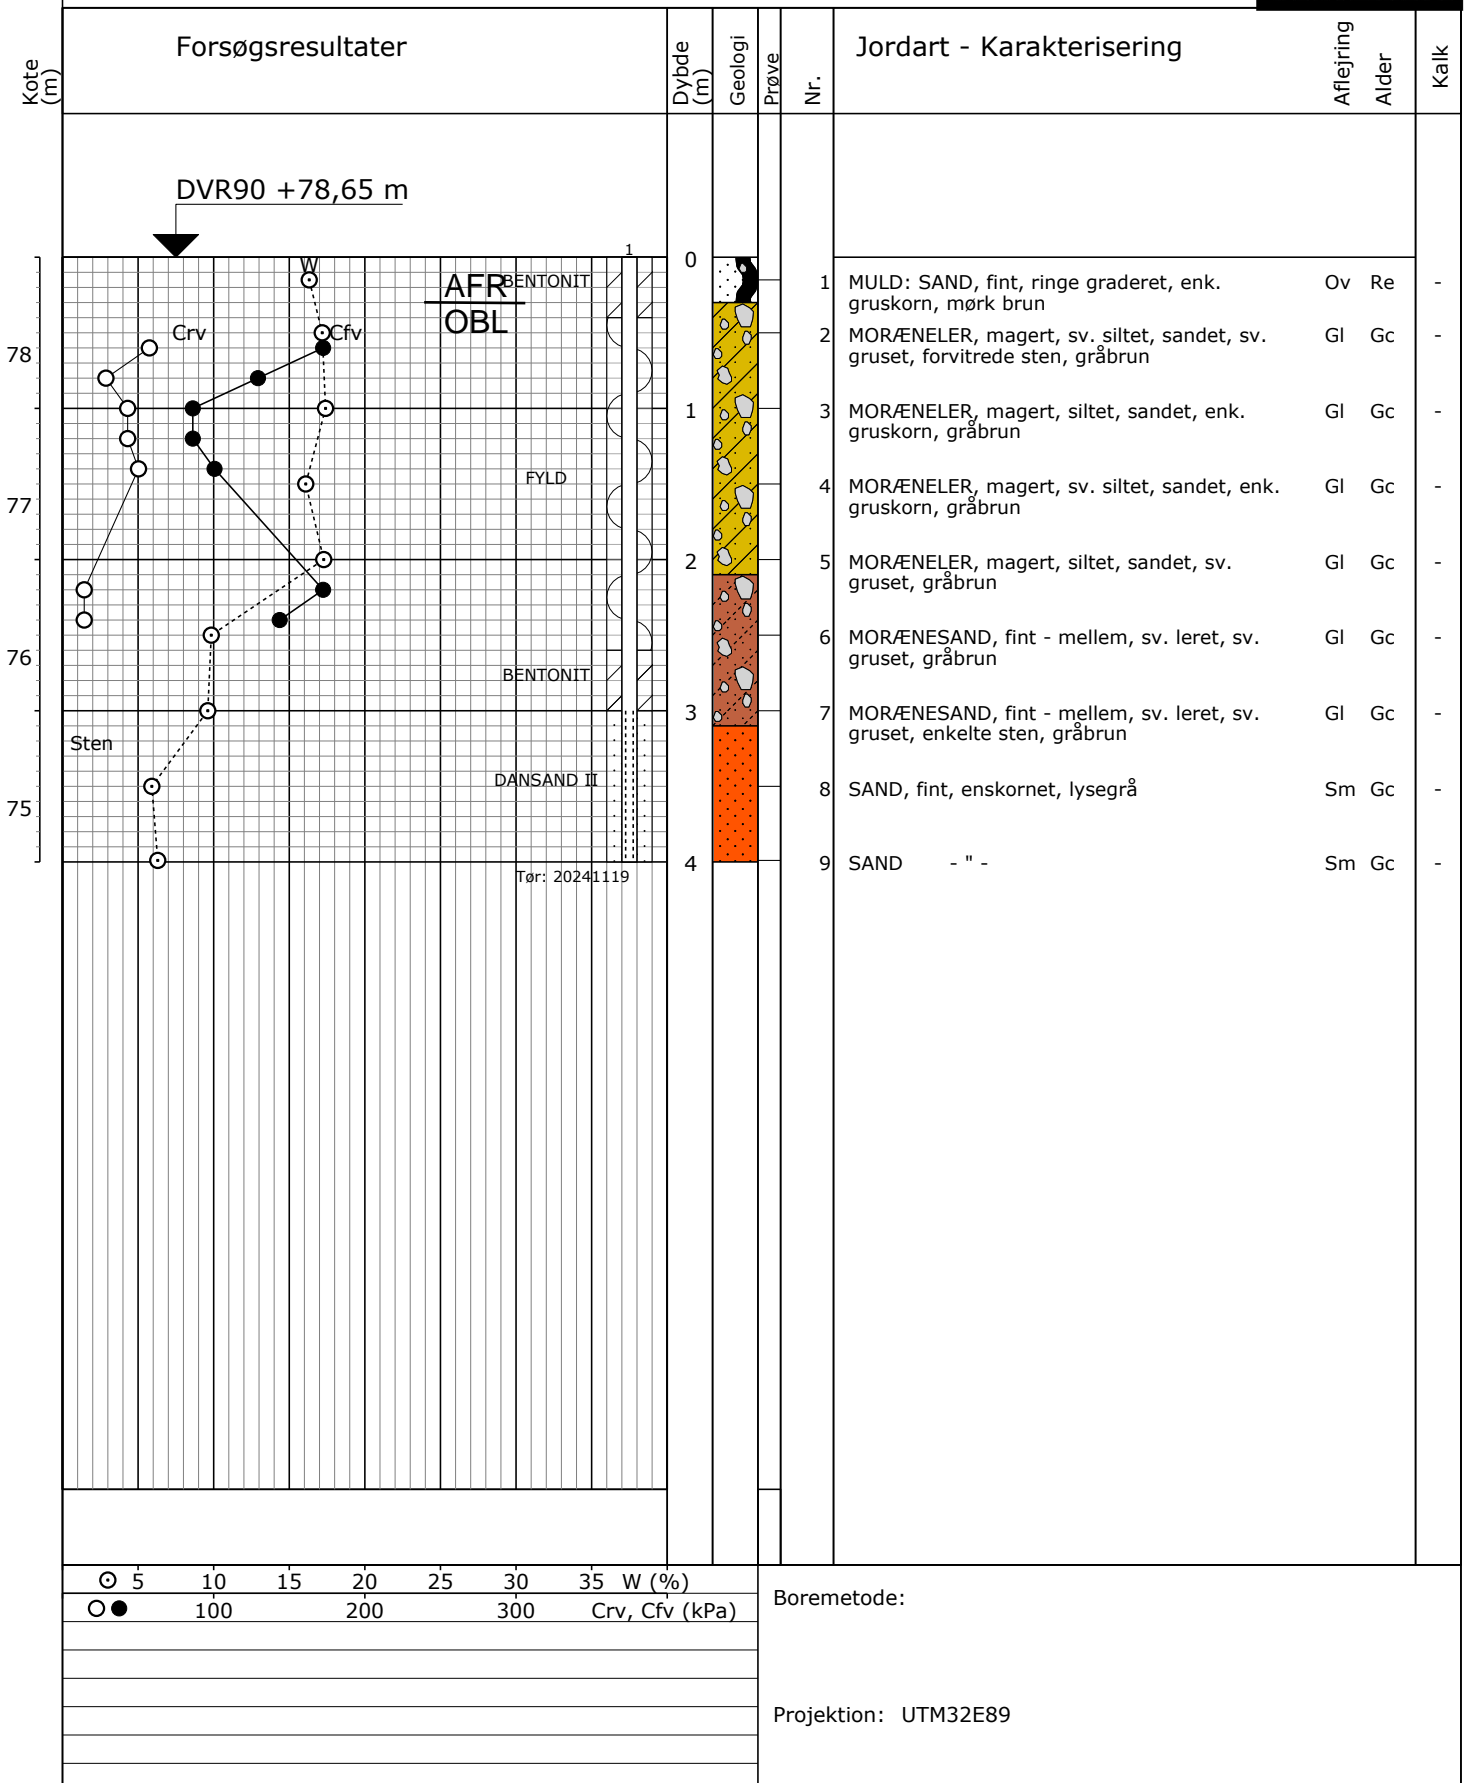 Kote (m)
Forsøgsresultater
Dybde (m)
Geologi
Prøve
Nr.
Jordart - Karakterisering
Aflejring
Alder
Kalk
DVR90 +78,65 m
1
W
AFR
BENTONIT
OBL
Crv
Cfv
FYLD
BENTONIT
Sten
DANSAND II
Tør: 20241119
78
77
76
75
0
1
2
3
4
1 MULD: SAND, fint, ringe graderet, enk. Ov Re -
gruskorn, mørk brun
2 MORÆNELER, magert, sv. siltet, sandet, sv. Gl Gc -
gruset, forvitrede sten, gråbrun
3 MORÆNELER, magert, siltet, sandet, enk. Gl Gc -
gruskorn, gråbrun
4 MORÆNELER, magert, sv. siltet, sandet, enk. Gl Gc -
gruskorn, gråbrun
5 MORÆNELER, magert, siltet, sandet, sv. Gl Gc -
gruset, gråbrun
6 MORÆNESAND, fint - mellem, sv. leret, sv. Gl Gc -
gruset, gråbrun
7 MORÆNESAND, fint - mellem, sv. leret, sv. Gl Gc -
gruset, enkelte sten, gråbrun
8 SAND, fint, enskornet, lysegrå Sm Gc -
9 SAND - " - Sm Gc -
5 10 15 20 25 30 35 W (%)
100 200 300 Crv, Cfv (kPa)
Boremetode:
Projektion: UTM32E89